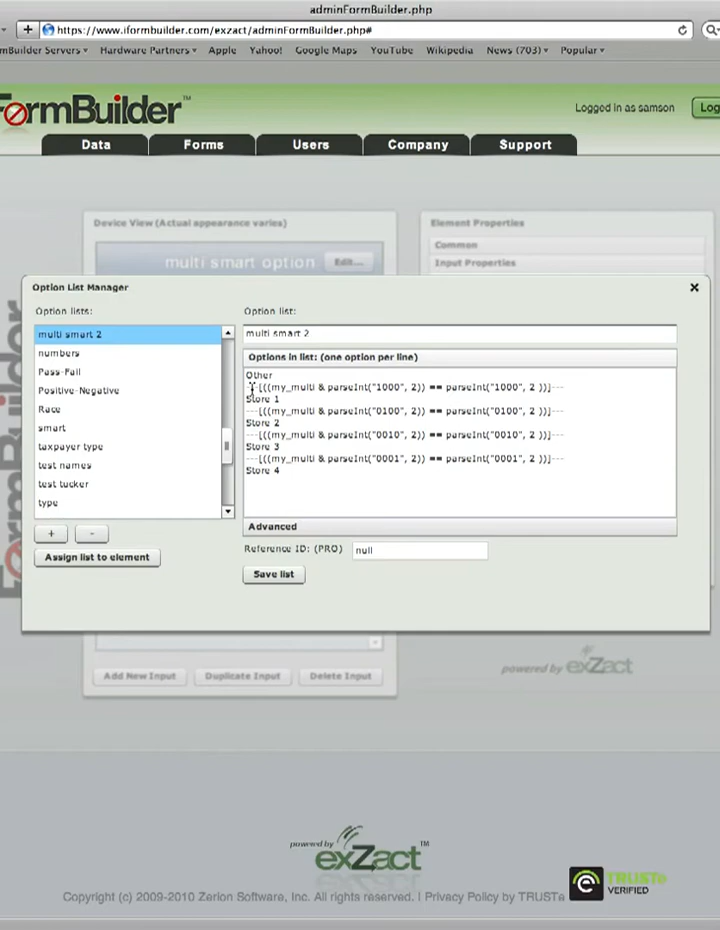 adminFormBuilder.php
https://www.iformbuilder.com/exzact/adminFormBuilder.php#
mBuilder Servers Hardware Partners Apple Yahoo! Google Maps YouTube Wikipedia News (703) Popular
FormBuilder™
Logged in as samson
Log
Data Forms Users Company Support
Device View (Actual appearance varies)
Element Properties
multi smart option Edit...
Common
Input Properties
Option List Manager
Option lists:
multi smart 2
numbers
Pass-Fail
Positive-Negative
Race
smart
taxpayer type
test names
test tucker
type
+ -
Assign list to element
Option list:
multi smart 2
Options in list: (one option per line)
Other
---[((my_multi & parseInt("1000", 2)) == parseInt("1000", 2 ))]---
Store 1
---[((my_multi & parseInt("0100", 2)) == parseInt("0100", 2 ))]---
Store 2
---[((my_multi & parseInt("0010", 2)) == parseInt("0010", 2 ))]---
Store 3
---[((my_multi & parseInt("0001", 2)) == parseInt("0001", 2 ))]---
Store 4
Advanced
Reference ID: (PRO) null
Save list
Add New Input Duplicate Input Delete Input
powered by exZact
powered by exZact™
TRUSTe
VERIFIED
Copyright (c) 2009-2010 Zerion Software, Inc. All rights reserved. | Privacy Policy by TRUSTe